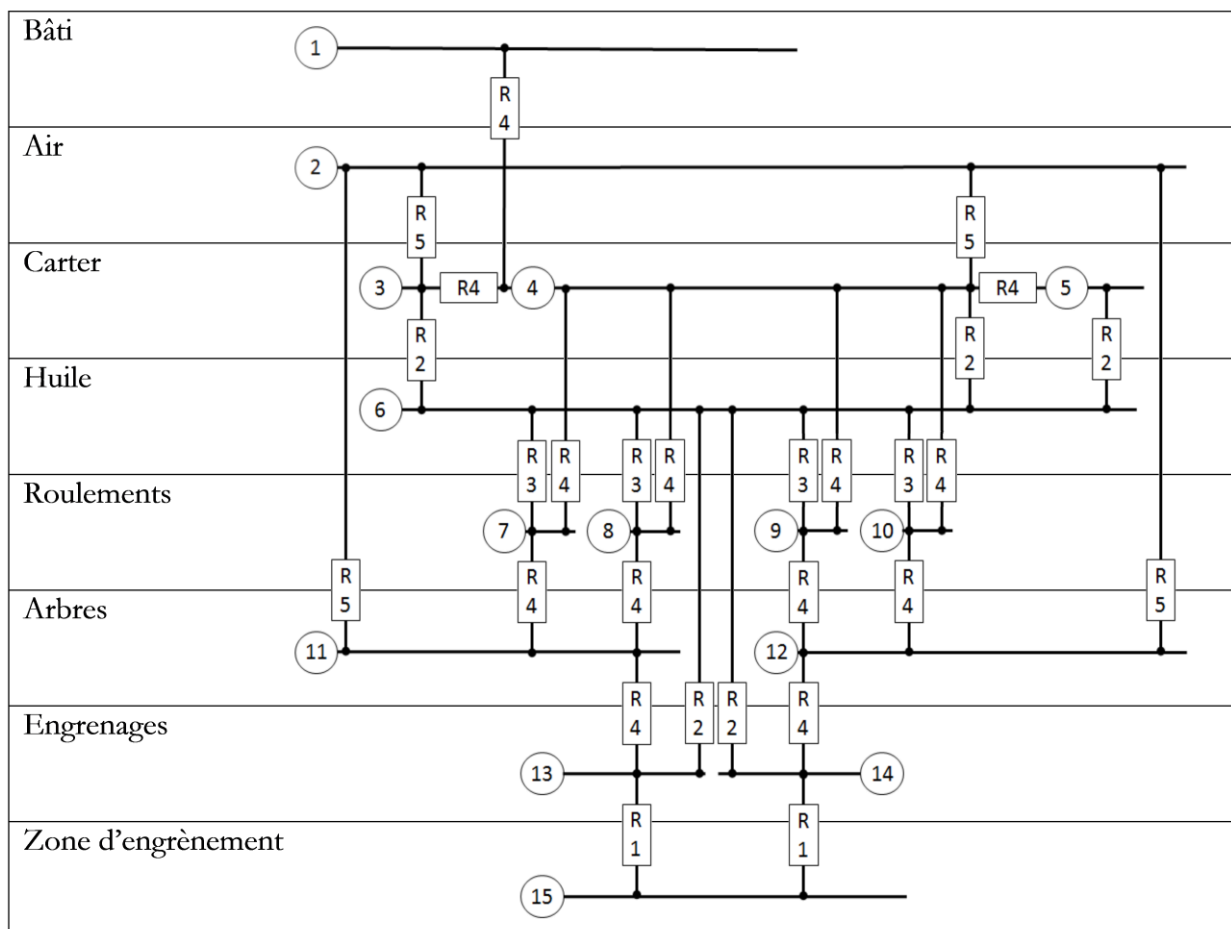 Bâti
1
R
4
Air
2
R
5
R
5
Carter
3
R4
4
R4
5
R
2
R
2
R
2
Huile
6
R
3
R
4
R
3
R
4
R
3
R
4
R
3
R
4
Roulements
7
8
9
10
R
5
R
4
R
4
R
4
R
4
R
5
Arbres
11
12
R
4
R
2
R
2
R
4
Engrenages
13
14
R
1
R
1
Zone d'engrènement
15